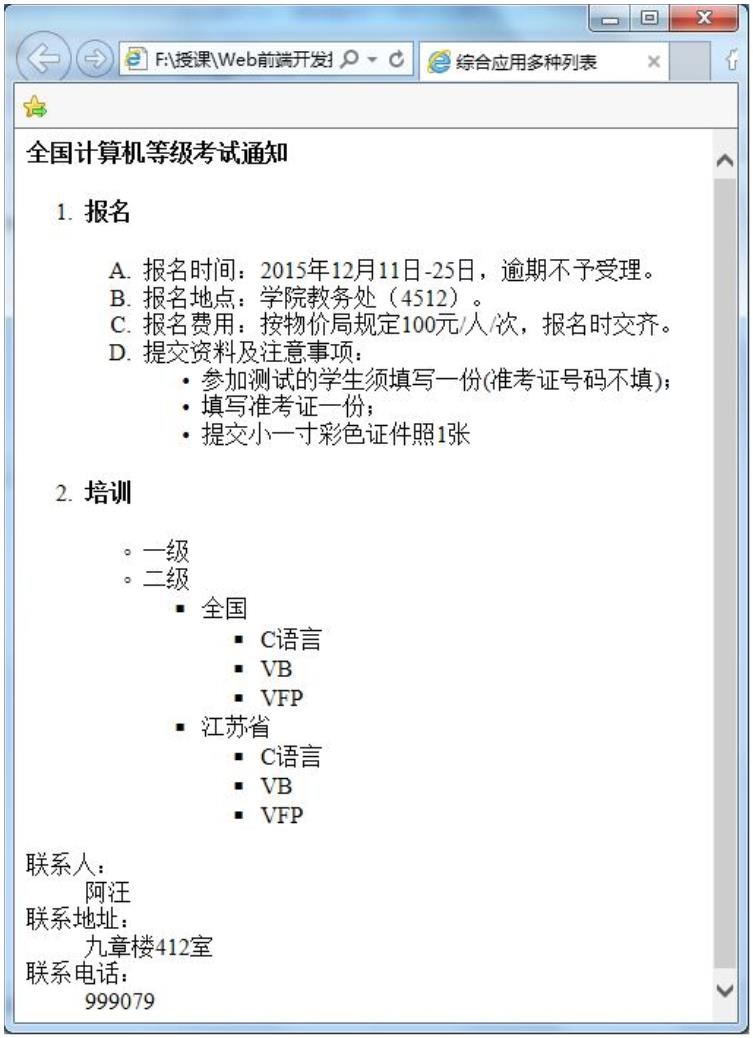 F:\授课\Web前端开发
综合应用多种列表
全国计算机等级考试通知
1. 报名
A. 报名时间：2015年12月11日-25日，逾期不予受理。
B. 报名地点：学院教务处（4512）。
C. 报名费用：按物价局规定100元/人/次，报名时交齐。
D. 提交资料及注意事项：
• 参加测试的学生须填写一份(准考证号码不填)；
• 填写准考证一份；
• 提交小一寸彩色证件照1张
2. 培训
◦ 一级
◦ 二级
▪ 全国
▪ C语言
▪ VB
▪ VFP
▪ 江苏省
▪ C语言
▪ VB
▪ VFP
联系人：
阿汪
联系地址：
九章楼412室
联系电话：
999079